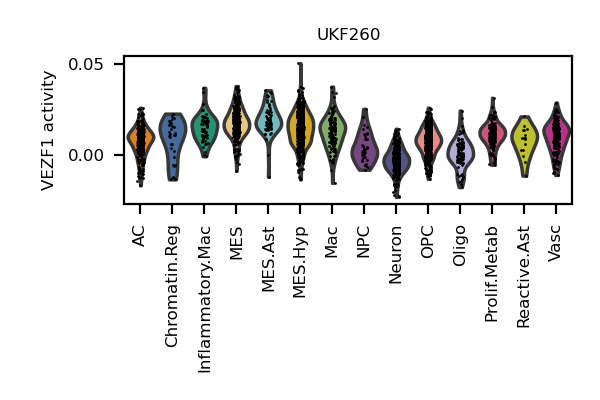 UKF260
VEZF1 activity
0.05
0.00
AC
Chromatin.Reg
Inflammatory.Mac
MES
MES.Ast
MES.Hyp
Mac
NPC
Neuron
OPC
Oligo
Prolif.Metab
Reactive.Ast
Vasc